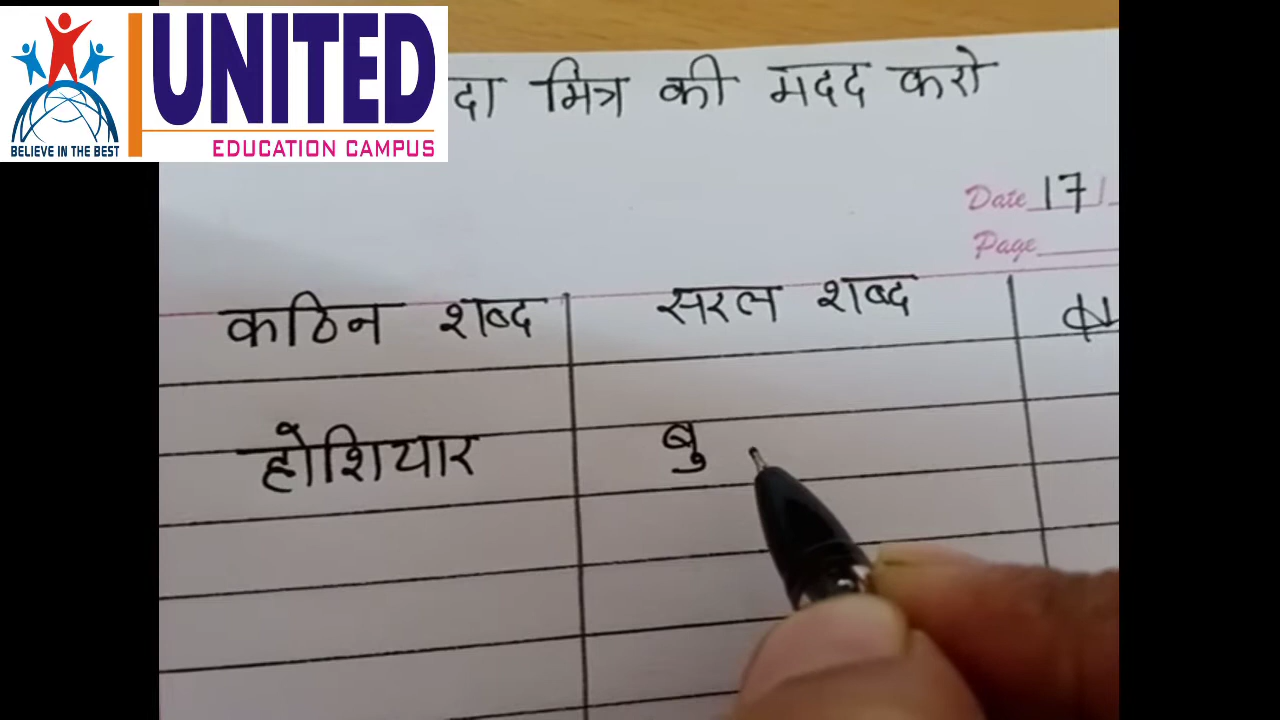 UNITED
EDUCATION CAMPUS
BELIEVE IN THE BEST
दा मित्र की मदद करो
Date 17
Page
कठिन शब्द सरल शब्द
होशियार बु